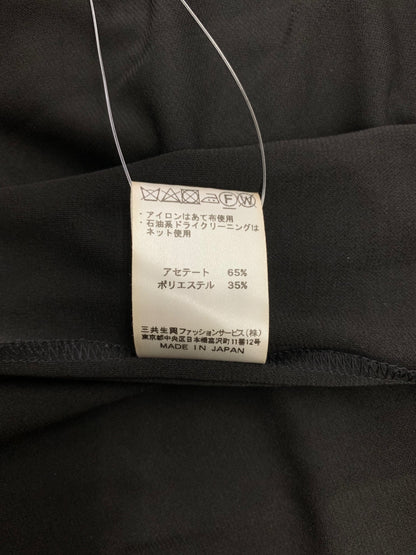 F W
・アイロンはあて布使用
・石油系ドライクリーニングは
ネット使用
アセテート 65%
ポリエステル 35%
三共生興ファッションサービス(株)
東京都中央区日本橋富沢町11番12号
MADE IN JAPAN